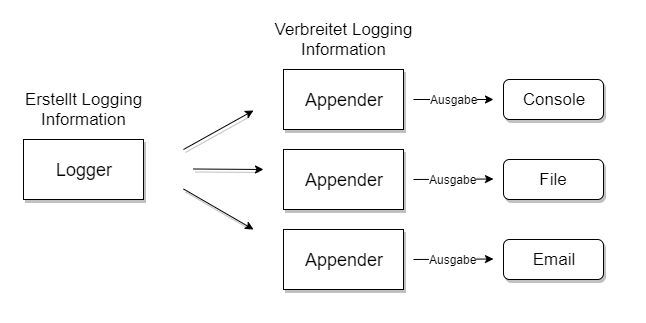 Verbreitet Logging
Information
Erstellt Logging
Information
Logger
Appender
Ausgabe
Console
Appender
Ausgabe
File
Appender
Ausgabe
Email